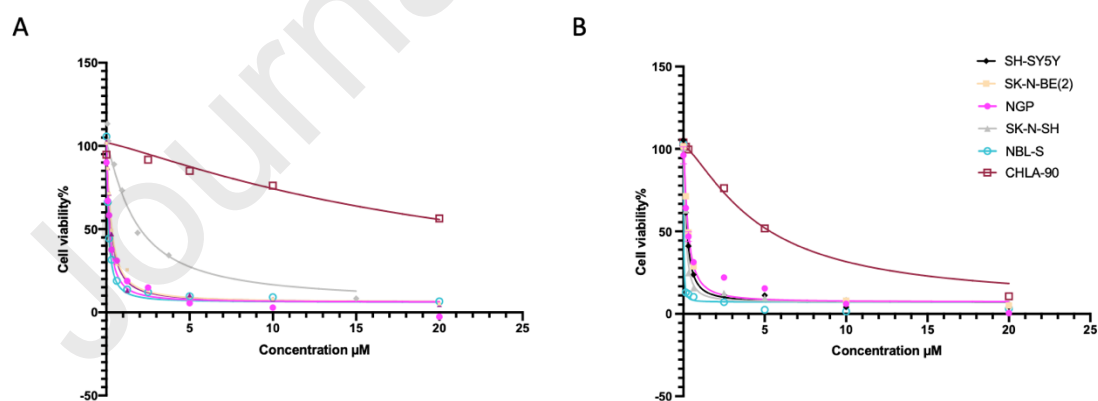 A
B
150
100
50
0
-50
5
10
15
20
25
Cell viability%
Concentration µM
150
100
50
0
-50
5
10
15
20
25
Cell viability%
Concentration µM
SH-SY5Y
SK-N-BE(2)
NGP
SK-N-SH
NBL-S
CHLA-90
Journ